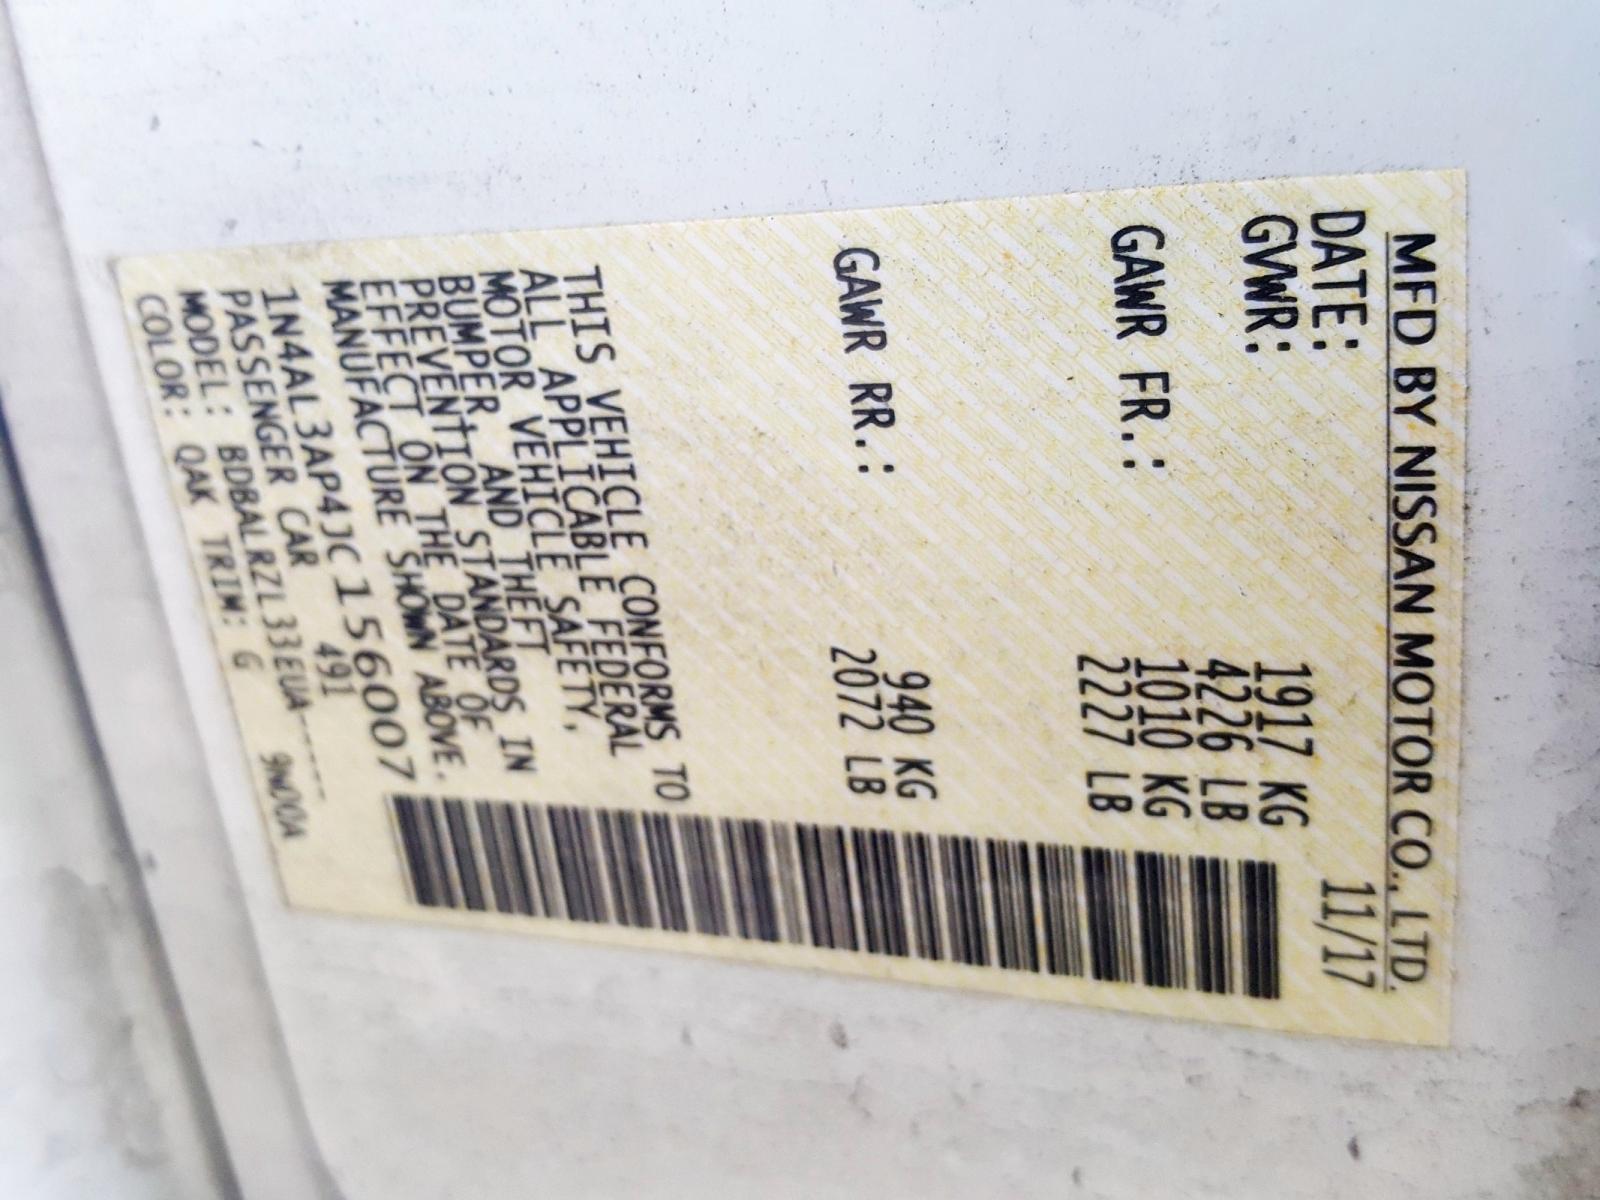 MFD BY NISSAN MOTOR CO., LTD.
DATE: 11/17
GVWR: 1917 KG
4226 LB
GAWR FR.: 1010 KG
2227 LB
GAWR RR.: 940 KG
2072 LB
THIS VEHICLE CONFORMS TO
ALL APPLICABLE FEDERAL
MOTOR VEHICLE SAFETY,
BUMPER, AND THEFT
PREVENTION STANDARDS IN
EFFECT ON THE DATE OF
MANUFACTURE SHOWN ABOVE.
1N4AL3AP4JC156007
PASSENGER CAR 491
MODEL: BDBALRZL33EUA-----
COLOR: QAK TRIM: G 9W00A